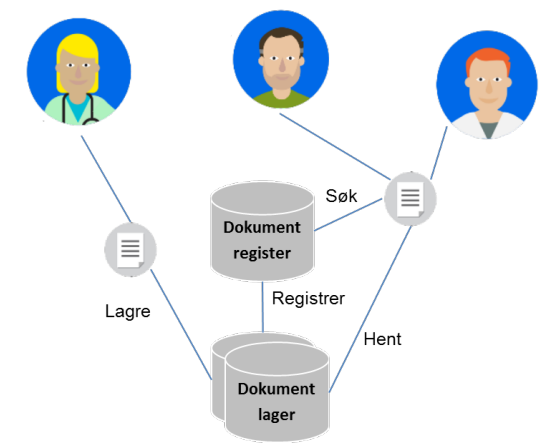 Søk
Dokument
register
Registrer
Lagre
Hent
Dokument
lager